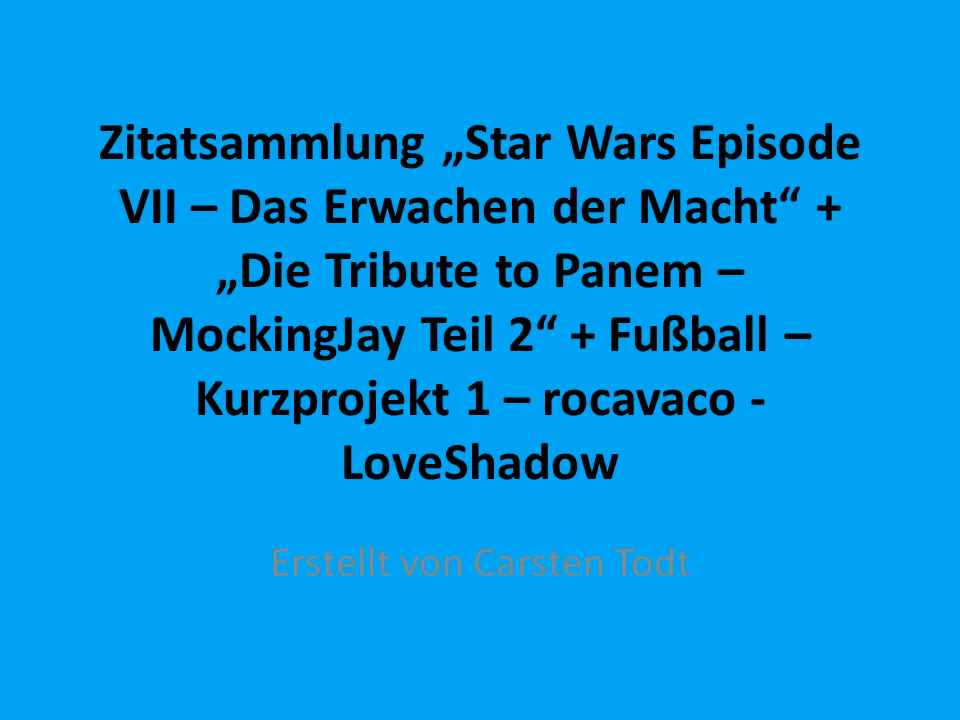 Zitatsammlung „Star Wars Episode
VII – Das Erwachen der Macht“ +
„Die Tribute to Panem –
MockingJay Teil 2“ + Fußball –
Kurzprojekt 1 – rocavaco -
LoveShadow
Erstellt von Carsten Todt